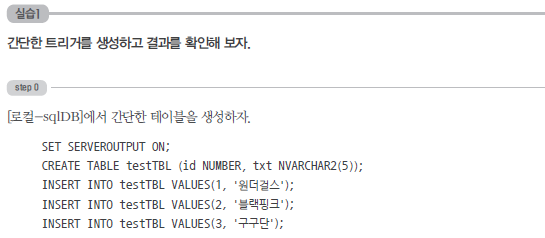 실습1
간단한 트리거를 생성하고 결과를 확인해 보자.
step 0
[로컬-sqlDB]에서 간단한 테이블을 생성하자.
SET SERVEROUTPUT ON;
CREATE TABLE testTBL (id NUMBER, txt NVARCHAR2(5));
INSERT INTO testTBL VALUES(1, '원더걸스');
INSERT INTO testTBL VALUES(2, '블랙핑크');
INSERT INTO testTBL VALUES(3, '구구단');